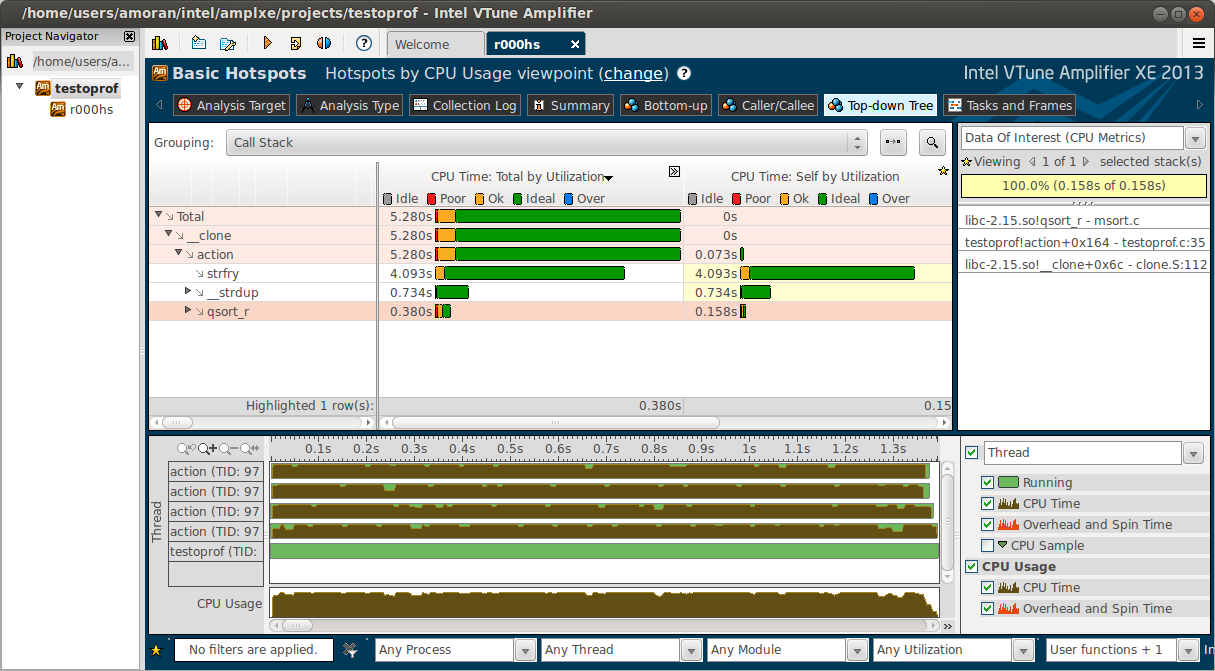 /home/users/amoran/intel/amplxe/projects/testoprof - Intel VTune Amplifier
Project Navigator
/home/users/a...
testoprof
r000hs
Welcome
r000hs
Basic Hotspots Hotspots by CPU Usage viewpoint (change) ?
Intel VTune Amplifier XE 2013
Analysis Target
Analysis Type
Collection Log
Summary
Bottom-up
Caller/Callee
Top-down Tree
Tasks and Frames
Grouping: Call Stack
CPU Time: Total by Utilization
CPU Time: Self by Utilization
Idle Poor Ok Ideal Over
Idle Poor Ok Ideal Over
Total 5.280s 0s
__clone 5.280s 0s
action 5.280s 0.073s
strfry 4.093s 4.093s
__strdup 0.734s 0.734s
qsort_r 0.380s 0.158s
Highlighted 1 row(s): 0.380s 0.15
Data Of Interest (CPU Metrics)
Viewing 1 of 1 selected stack(s)
100.0% (0.158s of 0.158s)
libc-2.15.so!qsort_r - msort.c
testoprof!action+0x164 - testoprof.c:35
libc-2.15.so!__clone+0x6c - clone.S:112
0.1s 0.2s 0.3s 0.4s 0.5s 0.6s 0.7s 0.8s 0.9s 1s 1.1s 1.2s 1.3s
Thread
action (TID: 97
action (TID: 97
action (TID: 97
action (TID: 97
testoprof (TID:
CPU Usage
Thread
Running
CPU Time
Overhead and Spin Time
CPU Sample
CPU Usage
CPU Time
Overhead and Spin Time
No filters are applied.
Any Process
Any Thread
Any Module
Any Utilization
User functions + 1
In